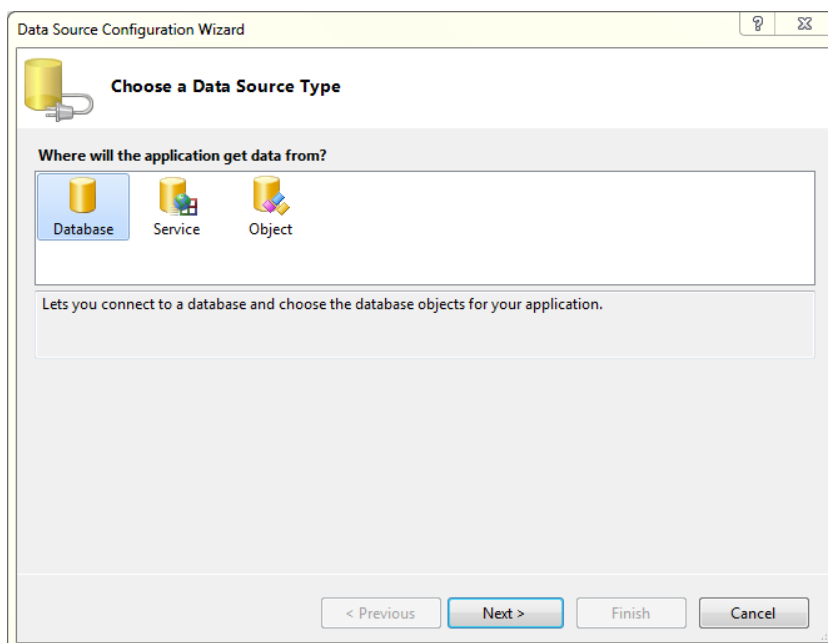 Data Source Configuration Wizard
?
Choose a Data Source Type
Where will the application get data from?
Database
Service
Object
Lets you connect to a database and choose the database objects for your application.
< Previous
Next >
Finish
Cancel